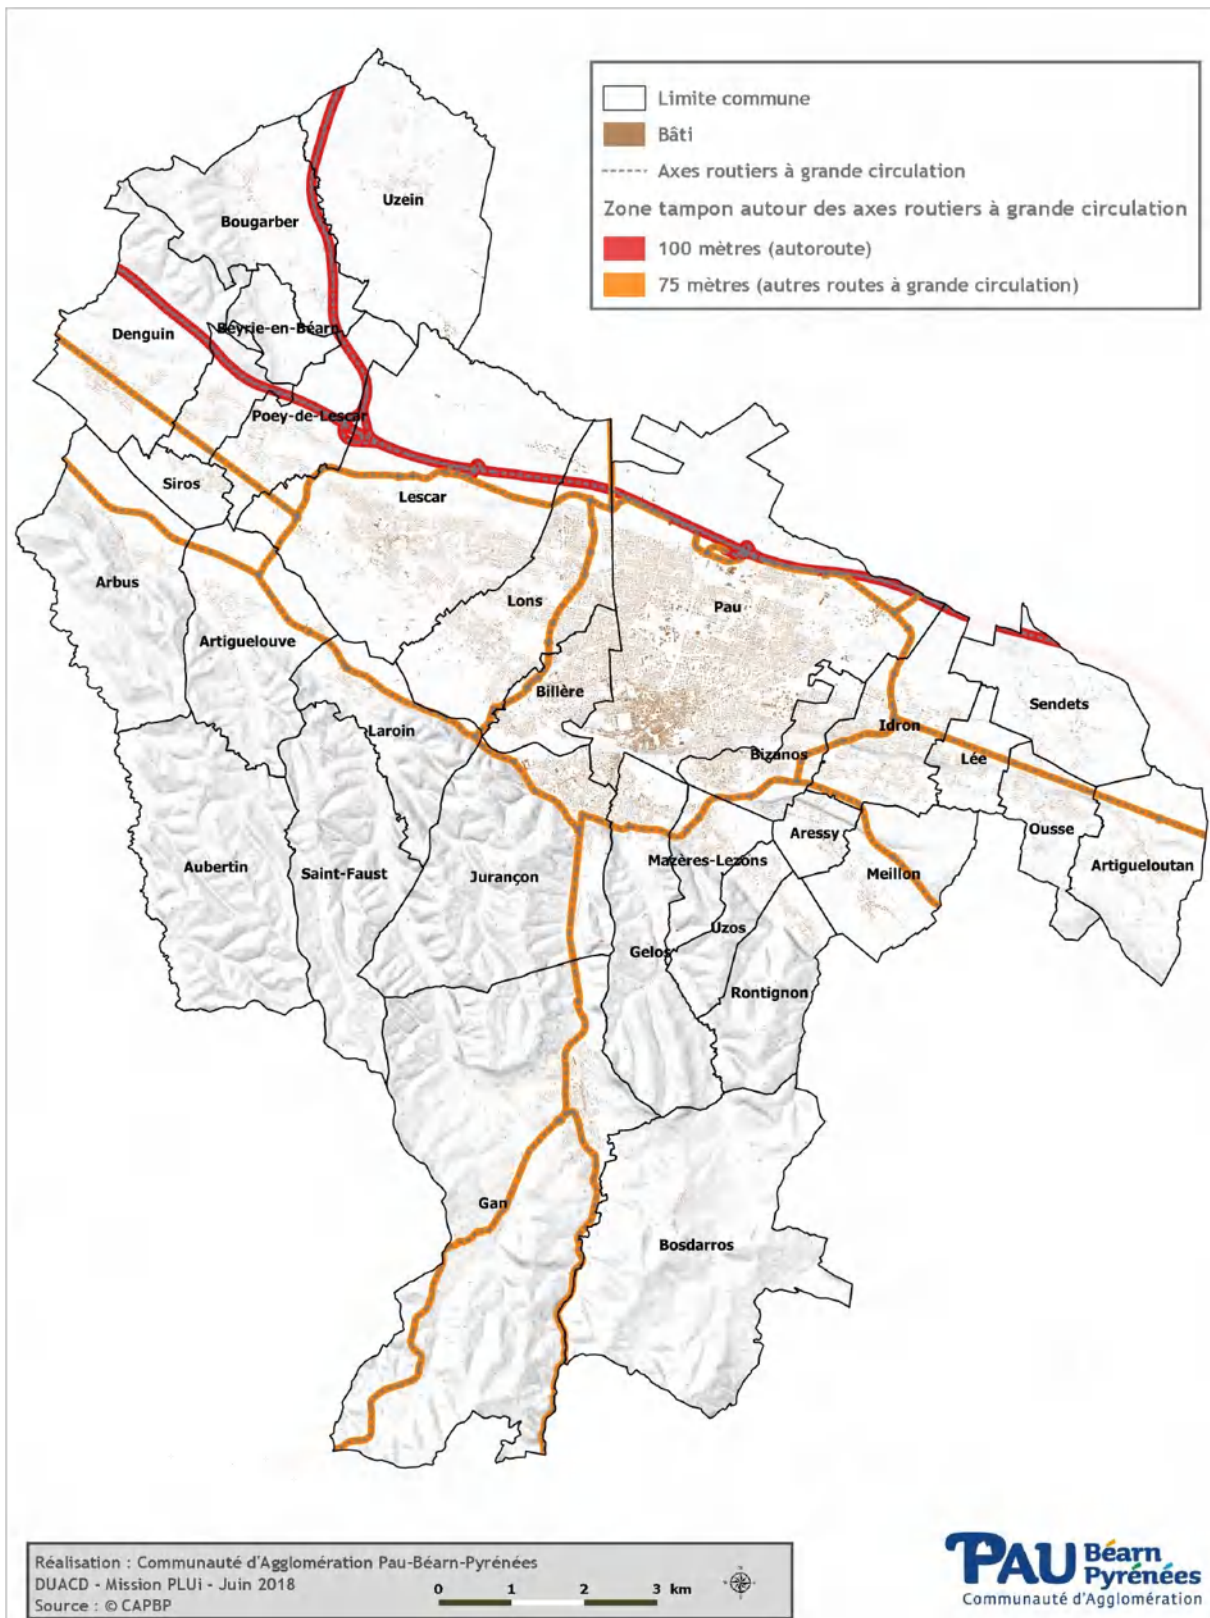 Limite commune
Bâti
Axes routiers à grande circulation
Zone tampon autour des axes routiers à grande circulation
100 mètres (autoroute)
75 mètres (autres routes à grande circulation)
Uzein
Bougarber
Denguin
Beyrie-en-Béarn
Poey-de-Lescar
Siros
Lescar
Arbus
Lons
Pau
Artiguelouve
Billère
Sendets
Laroin
Idron
Bizanos
Lée
Aressy
Ousse
Mazères-Lezons
Artigueloutan
Aubertin
Saint-Faust
Jurançon
Meillon
Uzos
Gelos
Rontignon
Gan
Bosdarros
Réalisation : Communauté d'Agglomération Pau-Béarn-Pyrénées
DUACD - Mission PLUi - Juin 2018
Source : © CAPBP
0 1 2 3 km
PAU Béarn
Pyrénées
Communauté d'Agglomération